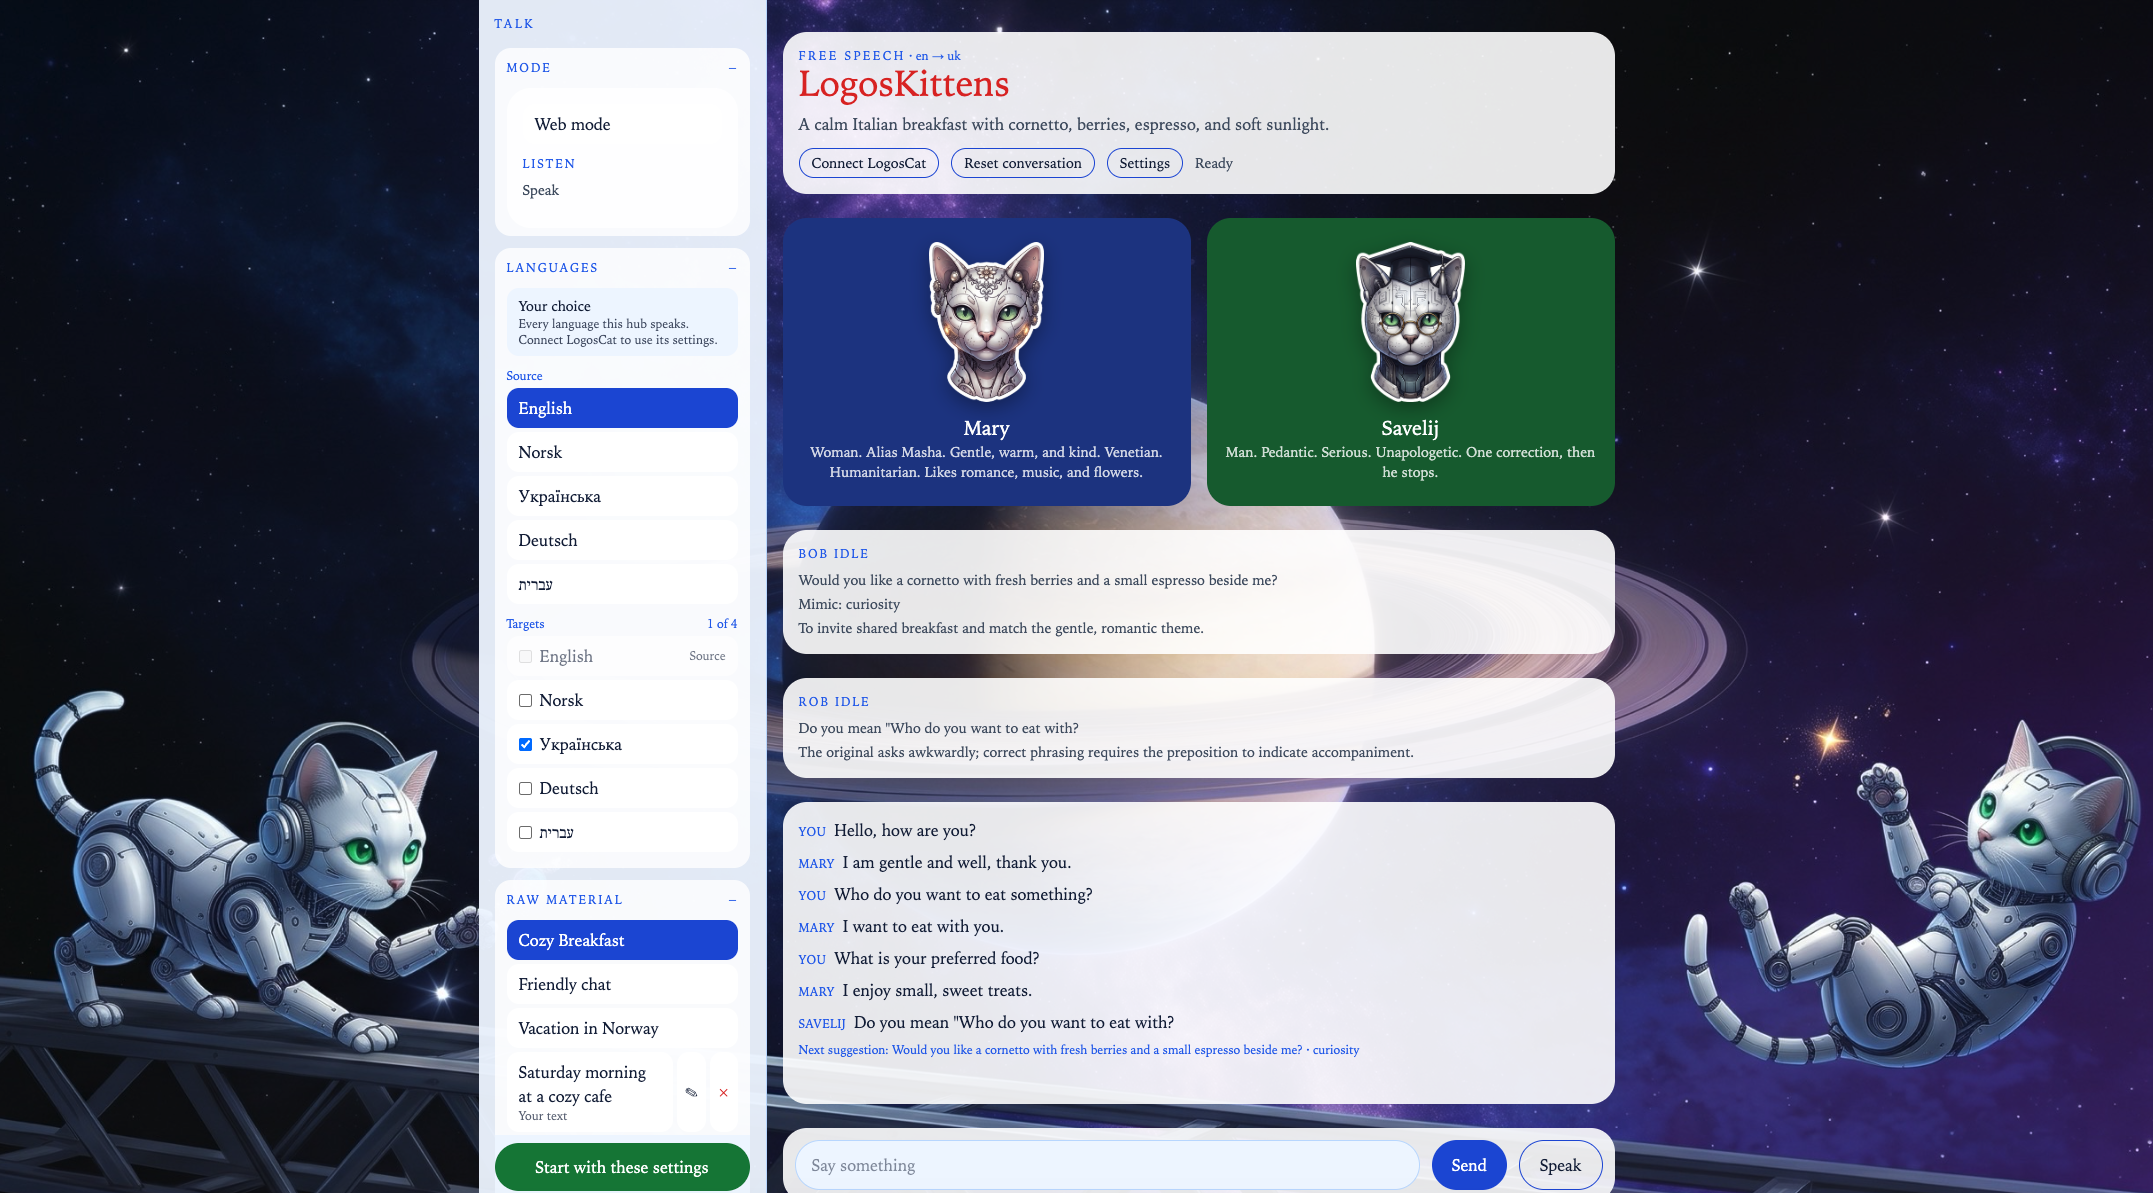 TALK
MODE –
Web mode
LISTEN
Speak
LANGUAGES –
Your choice
Every language this hub speaks.
Connect LogosCat to use its settings.
Source
English
Norsk
Українська
Deutsch
עברית
Targets 1 of 4
English Source
Norsk
Українська
Deutsch
עברית
RAW MATERIAL –
Cozy Breakfast
Friendly chat
Vacation in Norway
Saturday morning
at a cozy cafe
Your text
Start with these settings
FREE SPEECH · en → uk
LogosKittens
A calm Italian breakfast with cornetto, berries, espresso, and soft sunlight.
Connect LogosCat Reset conversation Settings Ready
Mary
Woman. Alias Masha. Gentle, warm, and kind. Venetian.
Humanitarian. Likes romance, music, and flowers.
Savelij
Man. Pedantic. Serious. Unapologetic. One correction, then
he stops.
BOB IDLE
Would you like a cornetto with fresh berries and a small espresso beside me?
Mimic: curiosity
To invite shared breakfast and match the gentle, romantic theme.
ROB IDLE
Do you mean "Who do you want to eat with?
The original asks awkwardly; correct phrasing requires the preposition to indicate accompaniment.
YOU Hello, how are you?
MARY I am gentle and well, thank you.
YOU Who do you want to eat something?
MARY I want to eat with you.
YOU What is your preferred food?
MARY I enjoy small, sweet treats.
SAVELIJ Do you mean "Who do you want to eat with?
Next suggestion: Would you like a cornetto with fresh berries and a small espresso beside me? · curiosity
Say something Send Speak